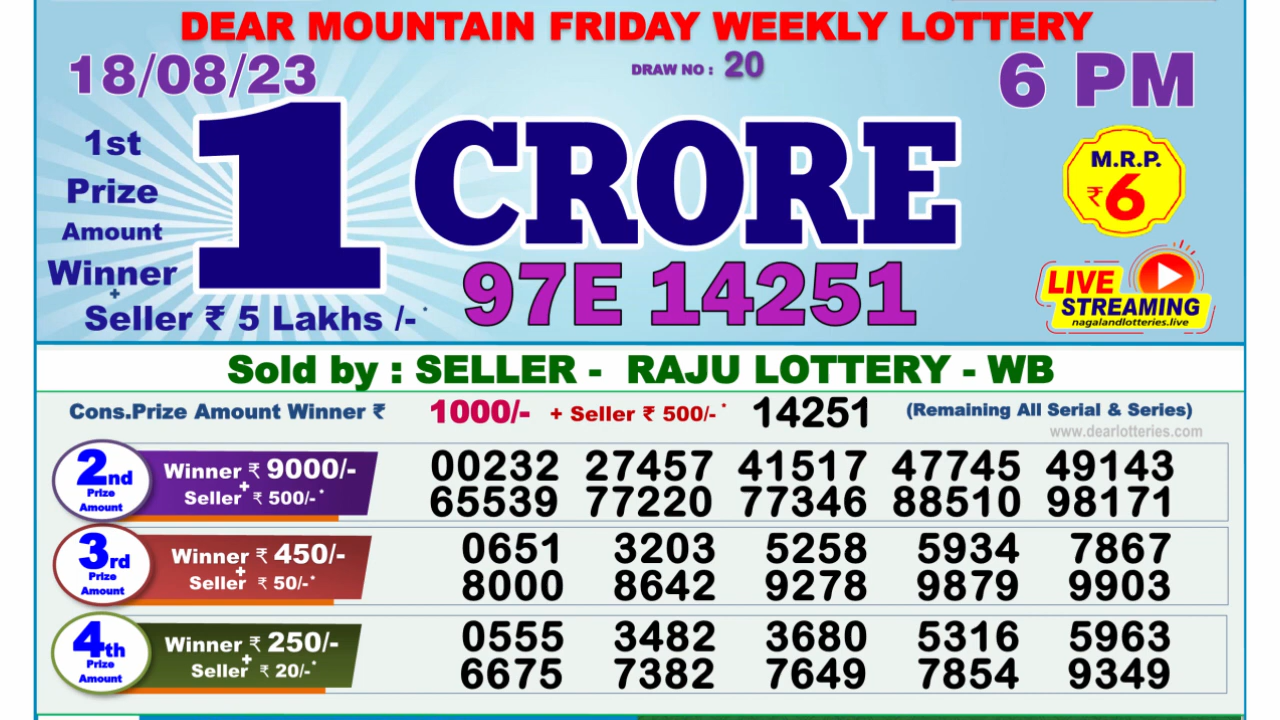 DEAR MOUNTAIN FRIDAY WEEKLY LOTTERY
18/08/23
DRAW NO : 20
6 PM
1st
Prize
Amount
Winner
+
Seller ₹ 5 Lakhs /-*
1 CRORE
97E 14251
M.R.P.
₹6
LIVE
STREAMING
nagalandlotteries.live
Sold by : SELLER - RAJU LOTTERY - WB
Cons.Prize Amount Winner ₹ 1000/- + Seller ₹ 500/-* 14251 (Remaining All Serial & Series)
www.dearlotteries.com
2nd
Prize
Amount
Winner ₹ 9000/-
+
Seller ₹ 500/-*
00232 27457 41517 47745 49143
65539 77220 77346 88510 98171
3rd
Prize
Amount
Winner ₹ 450/-
+
Seller ₹ 50/-*
0651 3203 5258 5934 7867
8000 8642 9278 9879 9903
4th
Prize
Amount
Winner ₹ 250/-
+
Seller ₹ 20/-*
0555 3482 3680 5316 5963
6675 7382 7649 7854 9349